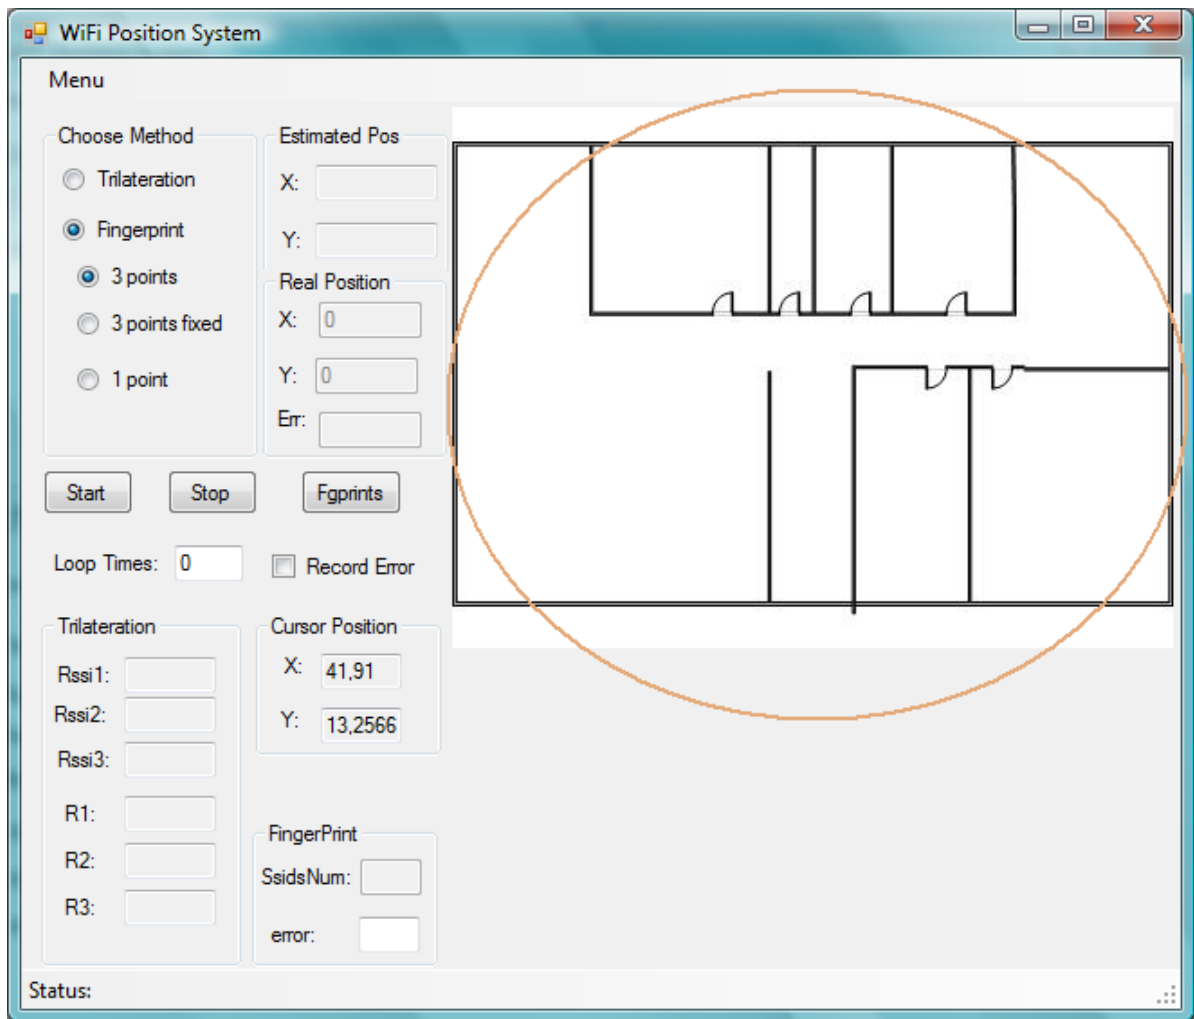 WiFi Position System
Menu
Choose Method
Trilateration
Fingerprint
3 points
3 points fixed
1 point
Estimated Pos
X:
Y:
Real Position
X: 0
Y: 0
Err:
Start Stop Fgprints
Loop Times: 0 Record Error
Trilateration
Rssi1:
Rssi2:
Rssi3:
R1:
R2:
R3:
Cursor Position
X: 41,91
Y: 13,2566
FingerPrint
SsidsNum:
error:
Status: